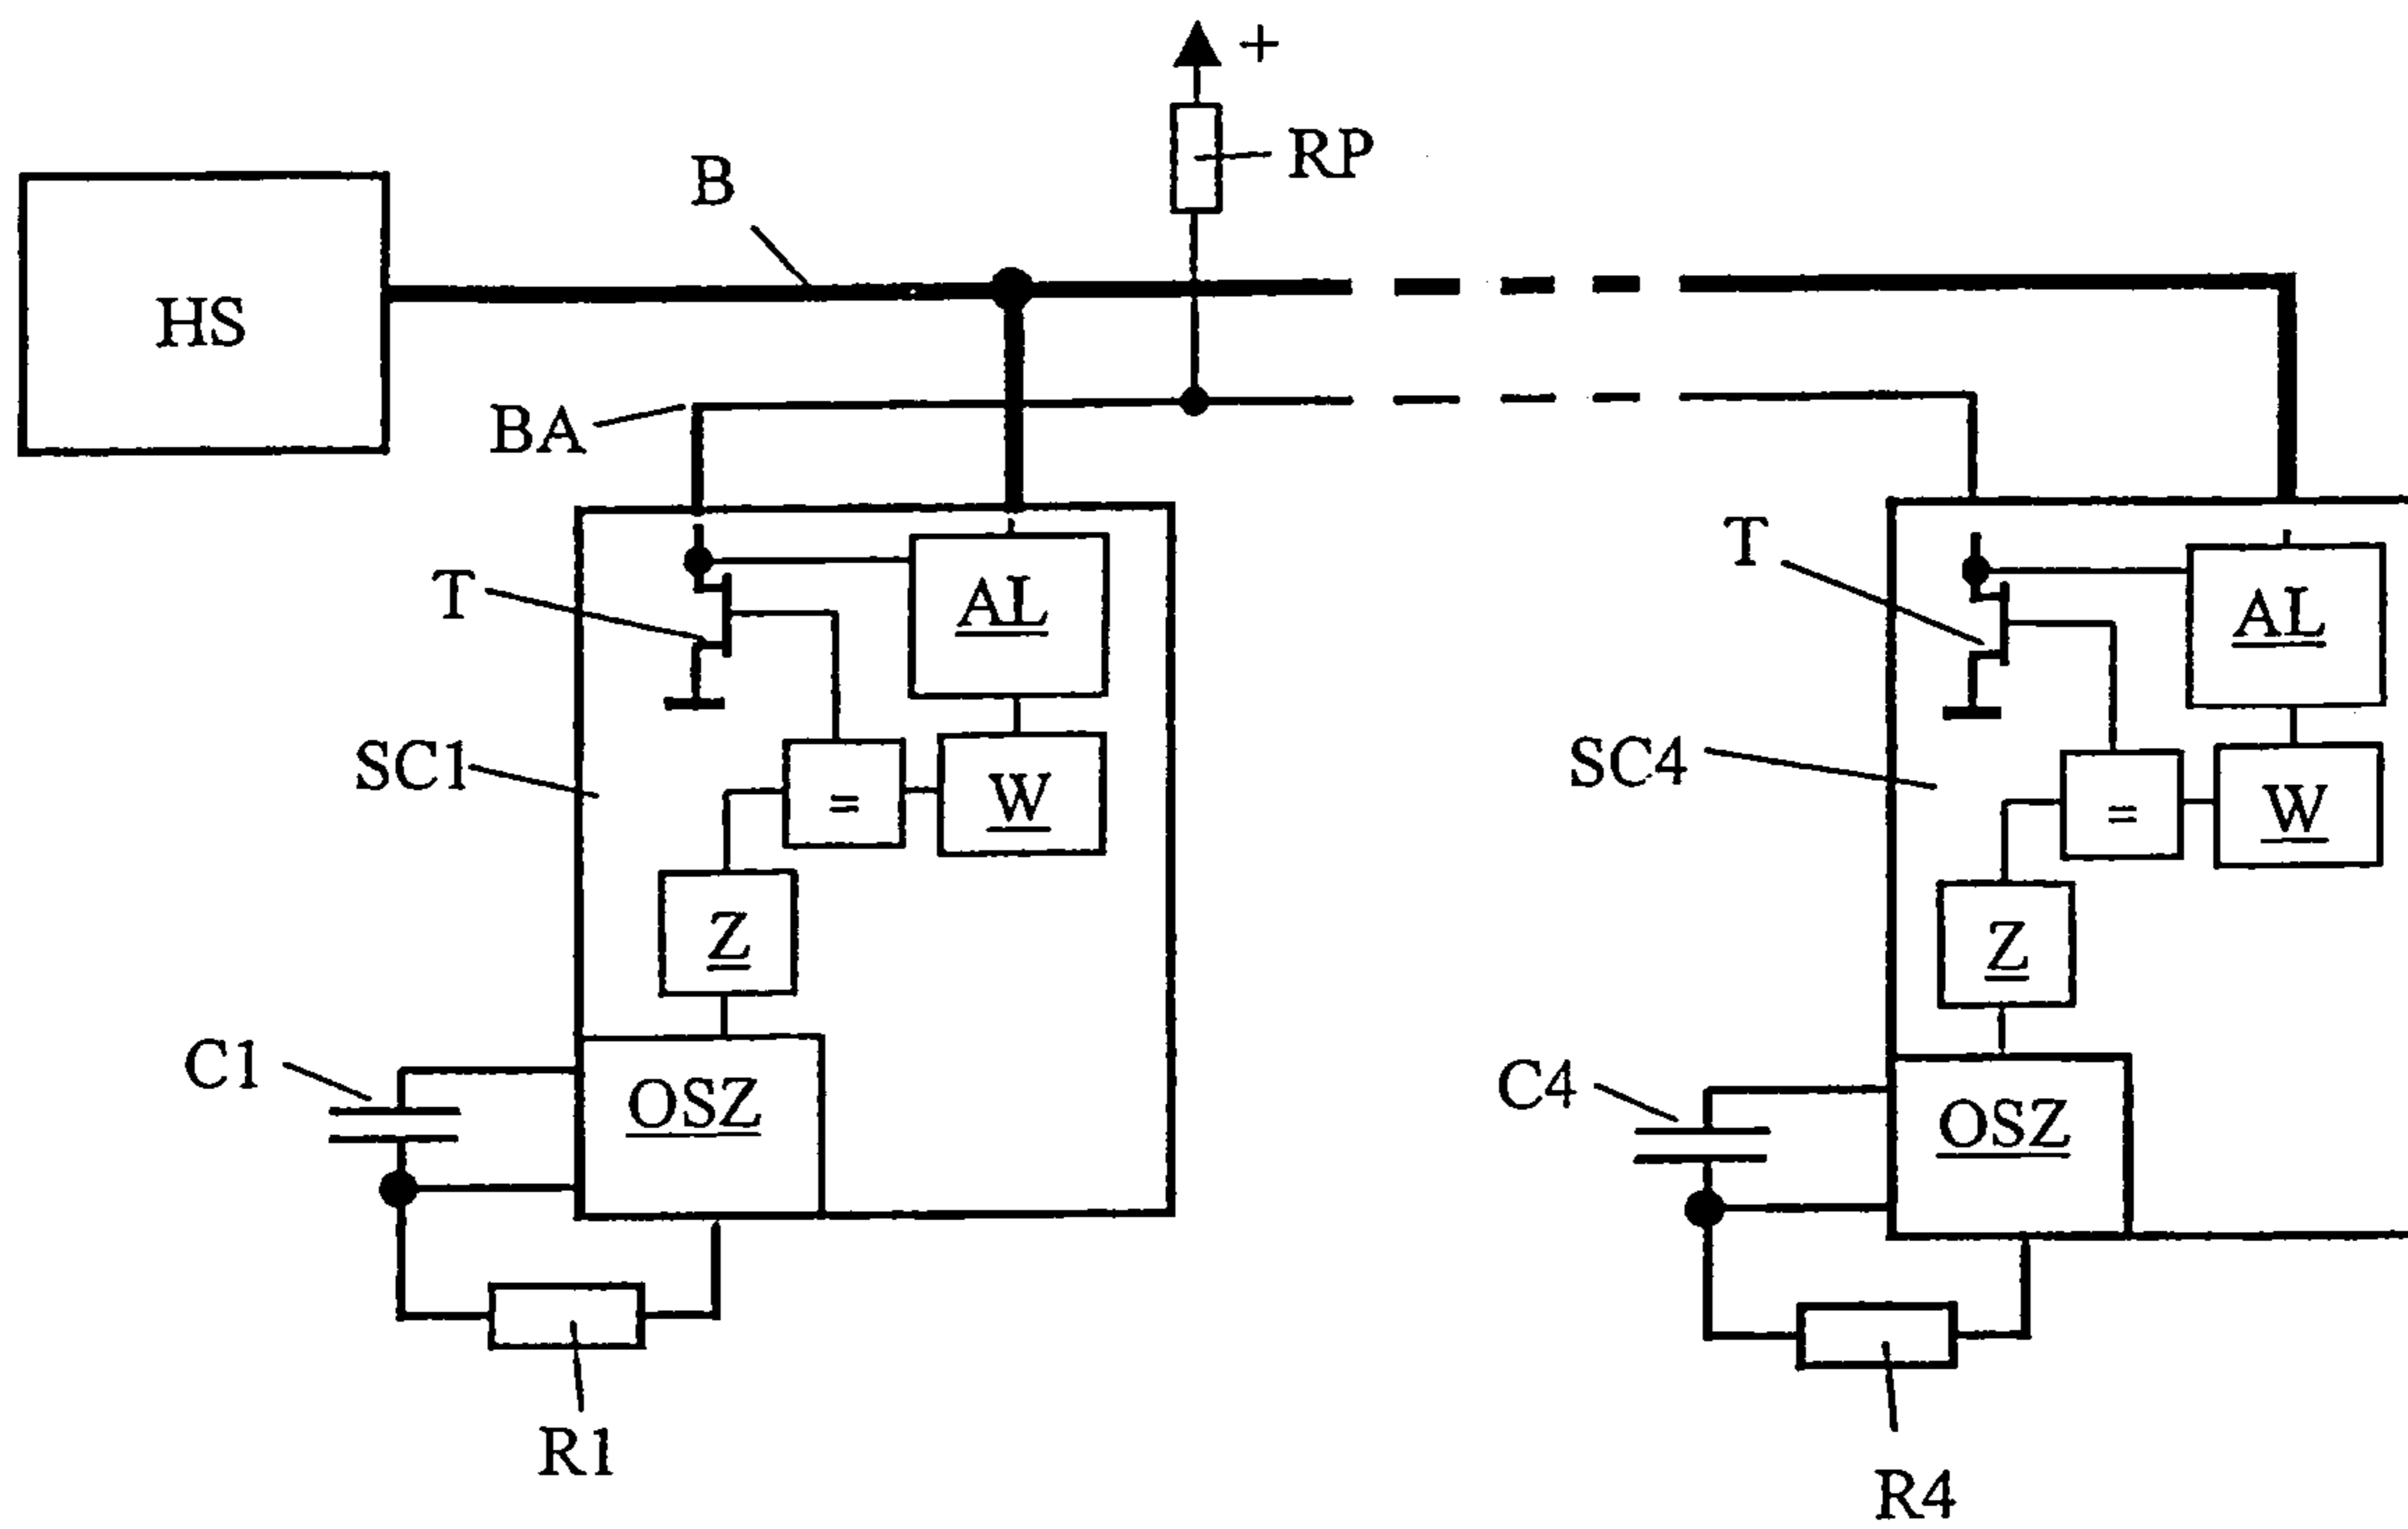 +
RP
B
HS
BA
T
AL
T
AL
SC1
=
W
SC4
=
W
Z
Z
C1
OSZ
C4
OSZ
R1
R4